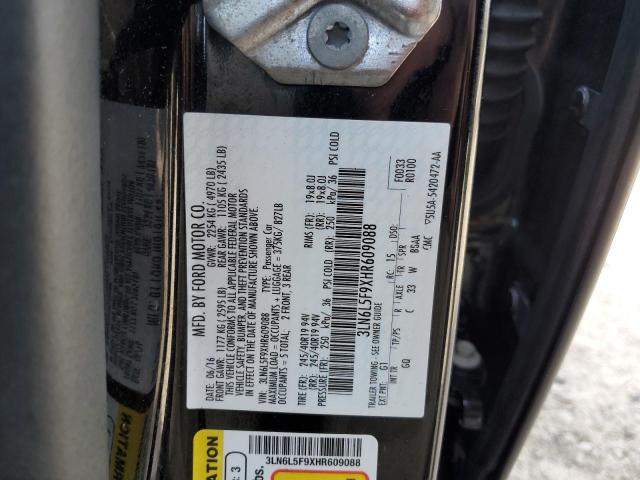 MFD. BY FORD MOTOR CO.
06/16 GVWR: 2254 KG ( 4970 LB)
FRONT GAWR: 1177 KG ( 2595 LB) REAR GAWR: 1105 KG ( 2435 LB)
THIS VEHICLE CONFORMS TO ALL APPLICABLE FEDERAL MOTOR
VEHICLE SAFETY, BUMPER, AND THEFT PREVENTION STANDARDS
IN EFFECT ON THE DATE OF MANUFACTURE SHOWN ABOVE.
VIN: 3LN6L5F9XHR609088 TYPE: Passenger Car
MAXIMUM LOAD = OCCUPANTS + LUGGAGE = 375KG/ 827LB
OCCUPANTS: 5 TOTAL: 2 FRONT, 3 REAR
TIRE (FR): 245/40R19 94V RIMS (FR): 19x8.0J
(RR): 245/40R19 94V (RR): 19x8.0J
PRESSURE (FR): 250 kPa/ 36 PSI COLD (RR): 250 kPa/ 36 PSI COLD
3LN6L5F9XHR609088
TRAILER TOWING - SEE OWNER GUIDE
EXT PNT: G1 RC: 15 DSO: F0033
R0100
INT TR TP/PS R AXLE FR SPR
GQ C 33 W BSAA
CMC 5U5A-5420472-AA
3LN6L5F9XHR609088